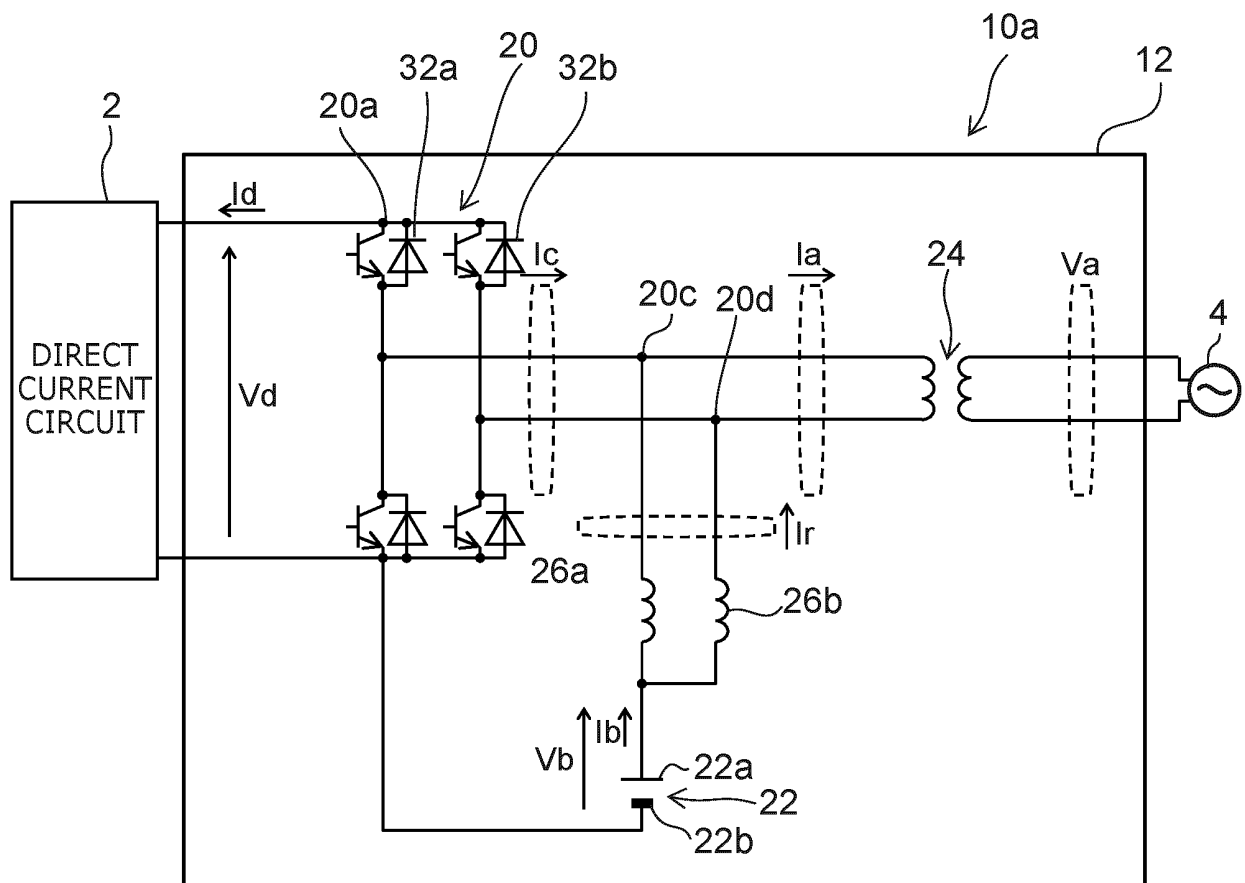 10a
20
12
32a
32b
2
20a
Id
Ic
Ia
24
Va
20c
20d
4
DIRECT
CURRENT
CIRCUIT
Vd
Ir
26a
26b
Ib
Vb
22a
22
22b